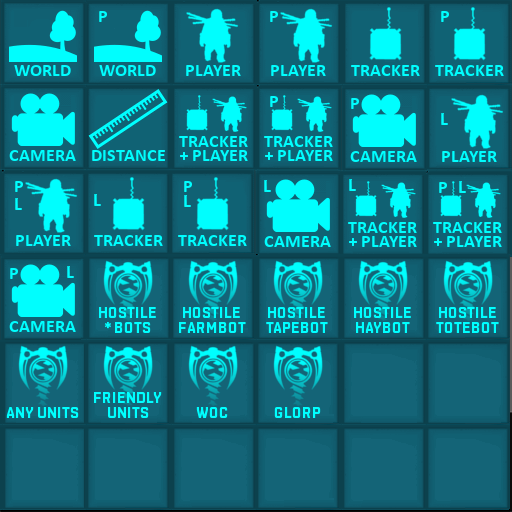 WORLD
P
WORLD
PLAYER
P
PLAYER
TRACKER
P
TRACKER
CAMERA
DISTANCE
TRACKER
+ PLAYER
P
TRACKER
+ PLAYER
P
CAMERA
L
PLAYER
P
L
PLAYER
L
TRACKER
P
L
TRACKER
L
CAMERA
L
TRACKER
+ PLAYER
P L
TRACKER
+ PLAYER
P L
CAMERA
HOSTILE
*BOTS
HOSTILE
FARMBOT
HOSTILE
TAPEBOT
HOSTILE
HAYBOT
HOSTILE
TOTEBOT
ANY UNITS
FRIENDLY
UNITS
WOC
GLORP